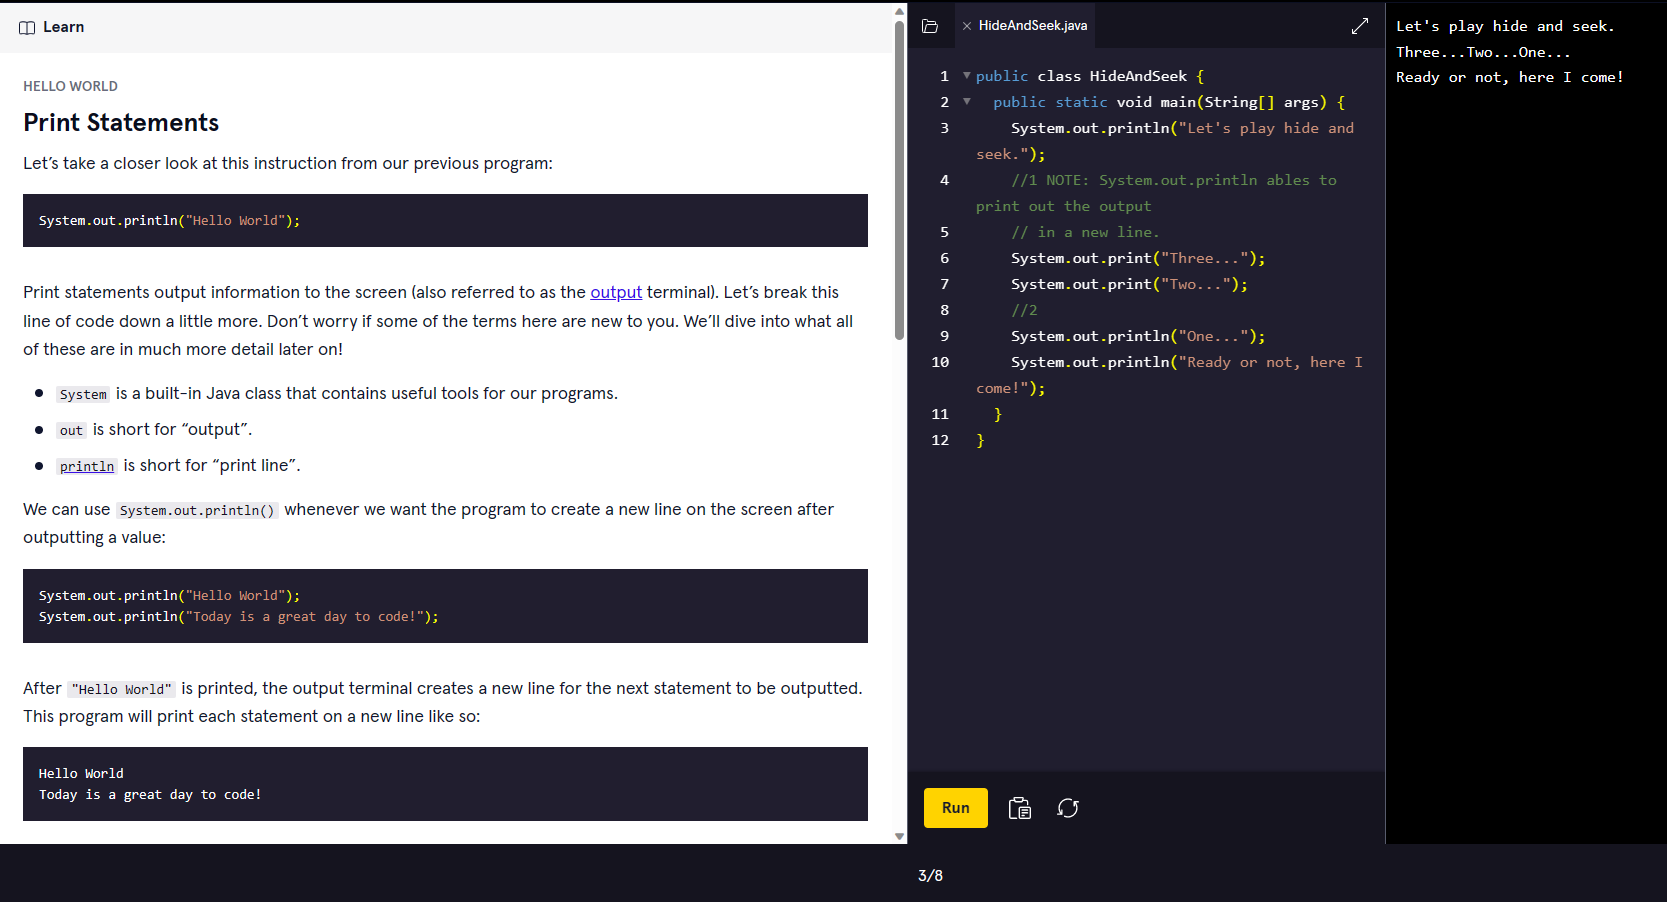 Learn
HELLO WORLD
Print Statements
Let’s take a closer look at this instruction from our previous program:
System.out.println("Hello World");
Print statements output information to the screen (also referred to as the output terminal). Let’s break this
line of code down a little more. Don’t worry if some of the terms here are new to you. We’ll dive into what all
of these are in much more detail later on!
System is a built-in Java class that contains useful tools for our programs.
out is short for “output”.
println is short for “print line”.
We can use System.out.println() whenever we want the program to create a new line on the screen after
outputting a value:
System.out.println("Hello World");
System.out.println("Today is a great day to code!");
After "Hello World" is printed, the output terminal creates a new line for the next statement to be outputted.
This program will print each statement on a new line like so:
Hello World
Today is a great day to code!
HideAndSeek.java
1 public class HideAndSeek {
2 public static void main(String[] args) {
3 System.out.println("Let's play hide and
seek.");
4 //1 NOTE: System.out.println ables to
print out the output
5 // in a new line.
6 System.out.print("Three...");
7 System.out.print("Two...");
8 //2
9 System.out.println("One...");
10 System.out.println("Ready or not, here I
come!");
11 }
12 }
Run
Let's play hide and seek.
Three...Two...One...
Ready or not, here I come!
3/8